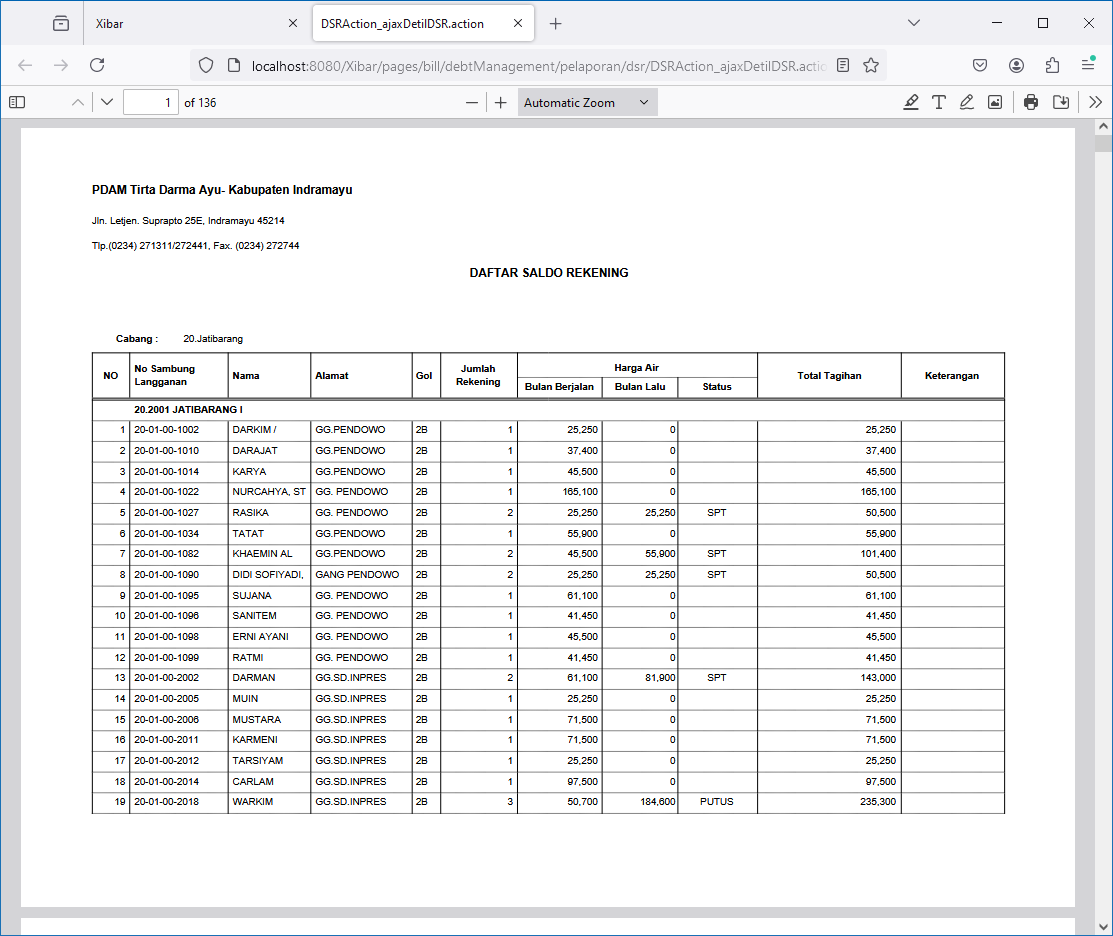 Xibar
DSRAction_ajaxDetilDSR.action
localhost:8080/Xibar/pages/bill/debtManagement/pelaporan/dsr/DSRAction_ajaxDetilDSR.actio
1 of 136 Automatic Zoom
PDAM Tirta Darma Ayu- Kabupaten Indramayu
Jln. Letjen. Suprapto 25E, Indramayu 45214
Tlp.(0234) 271311/272441, Fax. (0234) 272744
DAFTAR SALDO REKENING
Cabang : 20.Jatibarang
NO No Sambung Langganan Nama Alamat Gol Jumlah Rekening Harga Air Total Tagihan Keterangan
Bulan Berjalan Bulan Lalu Status
20.2001 JATIBARANG I
1 20-01-00-1002 DARKIM / GG.PENDOWO 2B 1 25,250 0 25,250
2 20-01-00-1010 DARAJAT GG.PENDOWO 2B 1 37,400 0 37,400
3 20-01-00-1014 KARYA GG.PENDOWO 2B 1 45,500 0 45,500
4 20-01-00-1022 NURCAHYA, ST GG. PENDOWO 2B 1 165,100 0 165,100
5 20-01-00-1027 RASIKA GG. PENDOWO 2B 2 25,250 25,250 SPT 50,500
6 20-01-00-1034 TATAT GG.PENDOWO 2B 1 55,900 0 55,900
7 20-01-00-1082 KHAEMIN AL GG.PENDOWO 2B 2 45,500 55,900 SPT 101,400
8 20-01-00-1090 DIDI SOFIYADI, GANG PENDOWO 2B 2 25,250 25,250 SPT 50,500
9 20-01-00-1095 SUJANA GG. PENDOWO 2B 1 61,100 0 61,100
10 20-01-00-1096 SANITEM GG. PENDOWO 2B 1 41,450 0 41,450
11 20-01-00-1098 ERNI AYANI GG. PENDOWO 2B 1 45,500 0 45,500
12 20-01-00-1099 RATMI GG. PENDOWO 2B 1 41,450 0 41,450
13 20-01-00-2002 DARMAN GG.SD.INPRES 2B 2 61,100 81,900 SPT 143,000
14 20-01-00-2005 MUIN GG.SD.INPRES 2B 1 25,250 0 25,250
15 20-01-00-2006 MUSTARA GG.SD.INPRES 2B 1 71,500 0 71,500
16 20-01-00-2011 KARMENI GG.SD.INPRES 2B 1 71,500 0 71,500
17 20-01-00-2012 TARSIYAM GG.SD.INPRES 2B 1 25,250 0 25,250
18 20-01-00-2014 CARLAM GG.SD.INPRES 2B 1 97,500 0 97,500
19 20-01-00-2018 WARKIM GG.SD.INPRES 2B 3 50,700 184,600 PUTUS 235,300